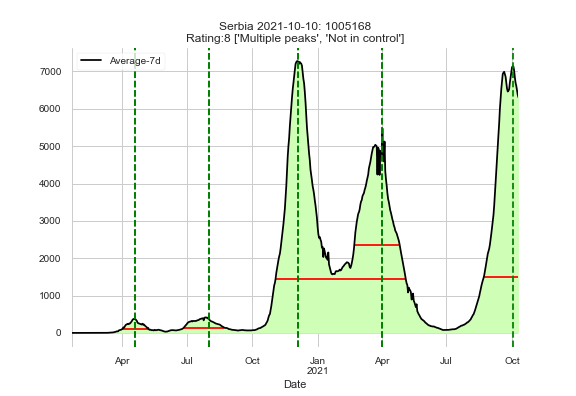 Serbia 2021-10-10: 1005168
Rating:8 ['Multiple peaks', 'Not in control']
Average-7d
7000
6000
5000
4000
3000
2000
1000
0
Apr Jul Oct Jan Apr Jul Oct
2021
Date